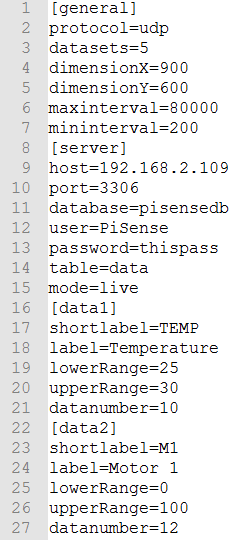 1 [general]
2 protocol=udp
3 datasets=5
4 dimensionX=900
5 dimensionY=600
6 maxinterval=80000
7 mininterval=200
8 [server]
9 host=192.168.2.109
10 port=3306
11 database=pisensedb
12 user=PiSense
13 password=thispass
14 table=data
15 mode=live
16 [data1]
17 shortlabel=TEMP
18 label=Temperature
19 lowerRange=25
20 upperRange=30
21 datanumber=10
22 [data2]
23 shortlabel=M1
24 label=Motor 1
25 lowerRange=0
26 upperRange=100
27 datanumber=12